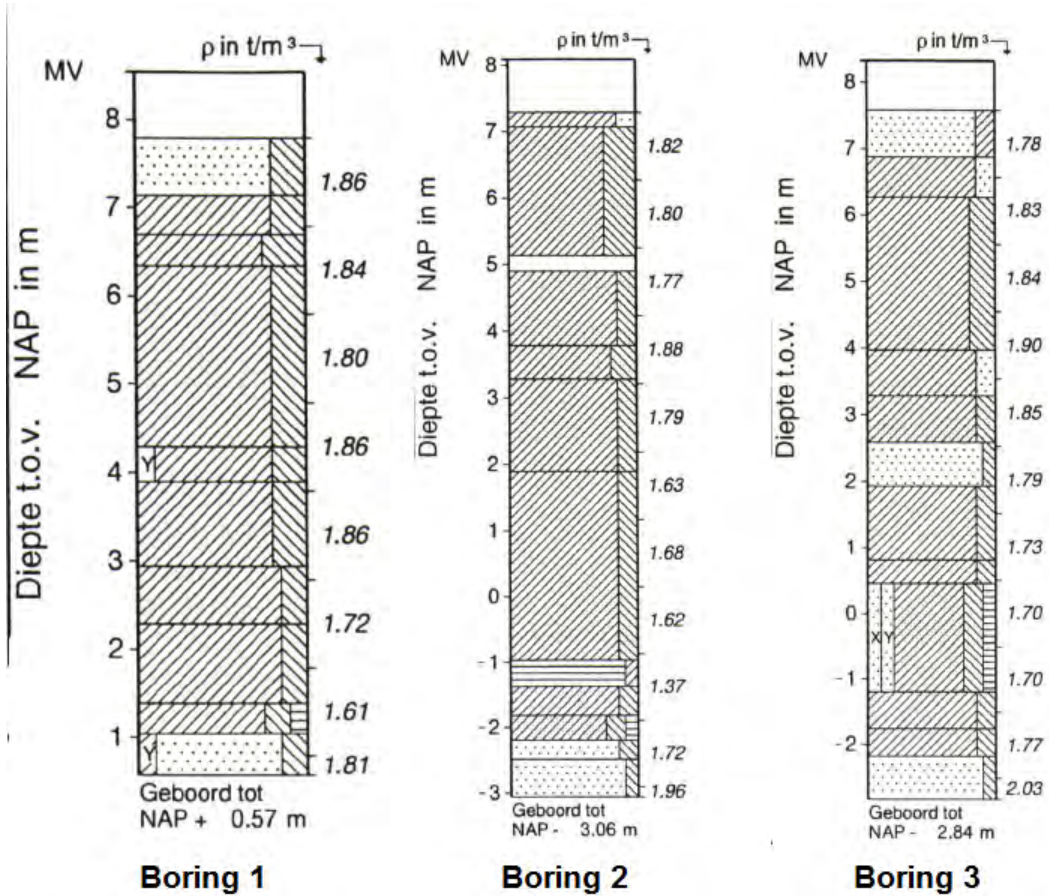 ρ in t/m³
MV
8
7
6
5
4
3
2
1
Diepte t.o.v. NAP in m
1.86
1.84
1.80
1.86
1.86
1.72
1.61
1.81
Y
Y
Geboord tot
NAP + 0.57 m
Boring 1
ρ in t/m³
MV
8
7
6
5
4
3
2
1
0
-1
-2
-3
Diepte t.o.v. NAP in m
1.82
1.80
1.77
1.88
1.79
1.63
1.68
1.62
1.37
1.72
1.96
Geboord tot
NAP - 3.06 m
Boring 2
ρ in t/m³
MV
8
7
6
5
4
3
2
1
0
-1
-2
Diepte t.o.v. NAP in m
1.78
1.83
1.84
1.90
1.85
1.79
1.73
1.70
1.70
1.77
2.03
X Y
Geboord tot
NAP - 2.84 m
Boring 3